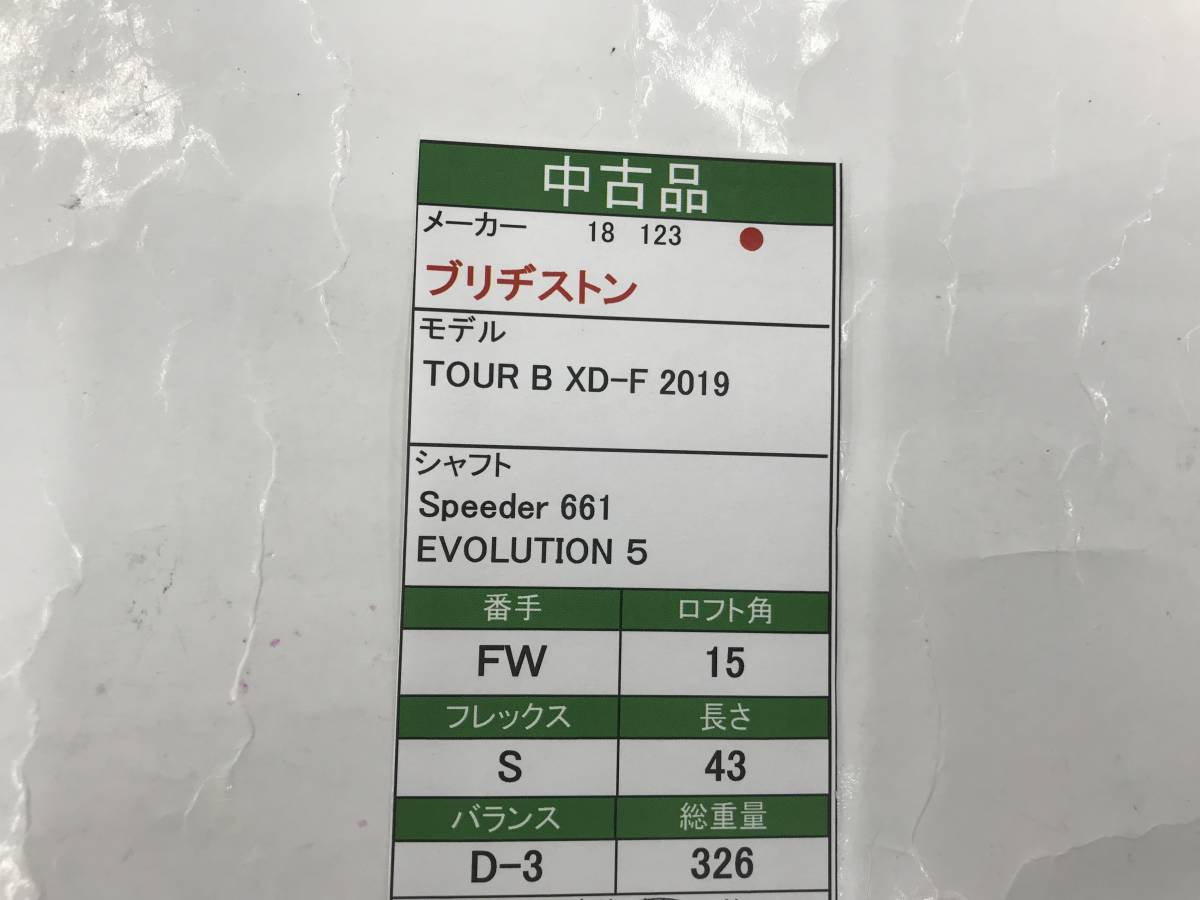 中古品
メーカー 18 123
ブリヂストン
モデル
TOUR B XD-F 2019
シャフト
Speeder 661
EVOLUTION 5
番手 ロフト角
FW 15
フレックス 長さ
S 43
バランス 総重量
D-3 326